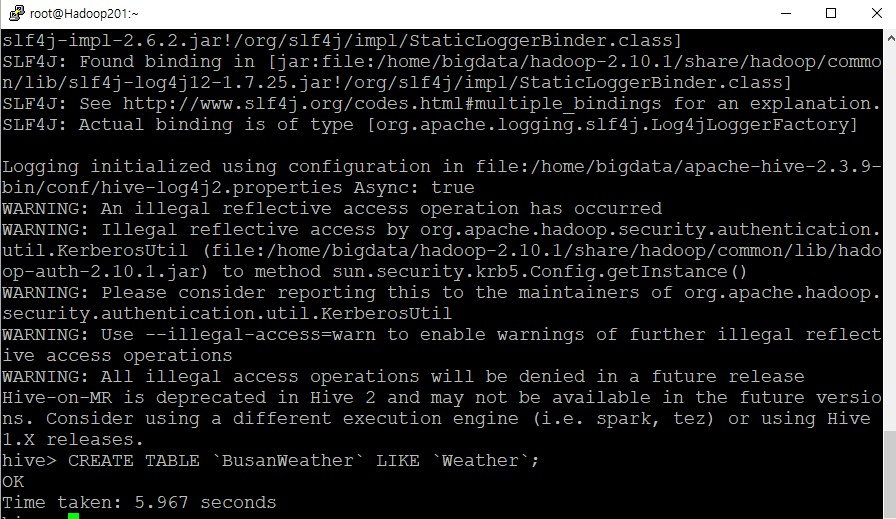 root@Hadoop201:~
slf4j-impl-2.6.2.jar!/org/slf4j/impl/StaticLoggerBinder.class]
SLF4J: Found binding in [jar:file:/home/bigdata/hadoop-2.10.1/share/hadoop/commo
n/lib/slf4j-log4j12-1.7.25.jar!/org/slf4j/impl/StaticLoggerBinder.class]
SLF4J: See http://www.slf4j.org/codes.html#multiple_bindings for an explanation.
SLF4J: Actual binding is of type [org.apache.logging.slf4j.Log4jLoggerFactory]

Logging initialized using configuration in file:/home/bigdata/apache-hive-2.3.9-
bin/conf/hive-log4j2.properties Async: true
WARNING: An illegal reflective access operation has occurred
WARNING: Illegal reflective access by org.apache.hadoop.security.authentication.
util.KerberosUtil (file:/home/bigdata/hadoop-2.10.1/share/hadoop/common/lib/hado
op-auth-2.10.1.jar) to method sun.security.krb5.Config.getInstance()
WARNING: Please consider reporting this to the maintainers of org.apache.hadoop.
security.authentication.util.KerberosUtil
WARNING: Use --illegal-access=warn to enable warnings of further illegal reflect
ive access operations
WARNING: All illegal access operations will be denied in a future release
Hive-on-MR is deprecated in Hive 2 and may not be available in the future versio
ns. Consider using a different execution engine (i.e. spark, tez) or using Hive
1.X releases.
hive> CREATE TABLE `BusanWeather` LIKE `Weather`;
OK
Time taken: 5.967 seconds